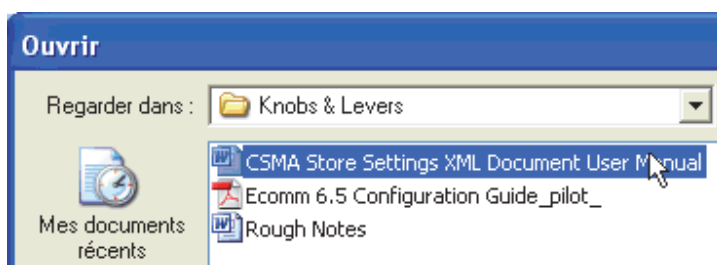 Ouvrir
Regarder dans :
Knobs & Levers
CSMA Store Settings XML Document User Manual
Ecomm 6.5 Configuration Guide_pilot_
Rough Notes
Mes documents
récents